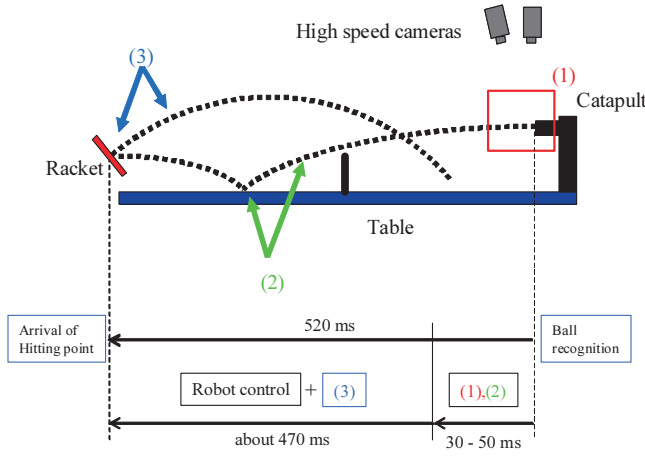 High speed cameras
(3)
(1)
Catapult
Racket
Table
(2)
Arrival of
Hitting point
520 ms
Ball
recognition
Robot control + (3)
(1),(2)
about 470 ms
30 - 50 ms